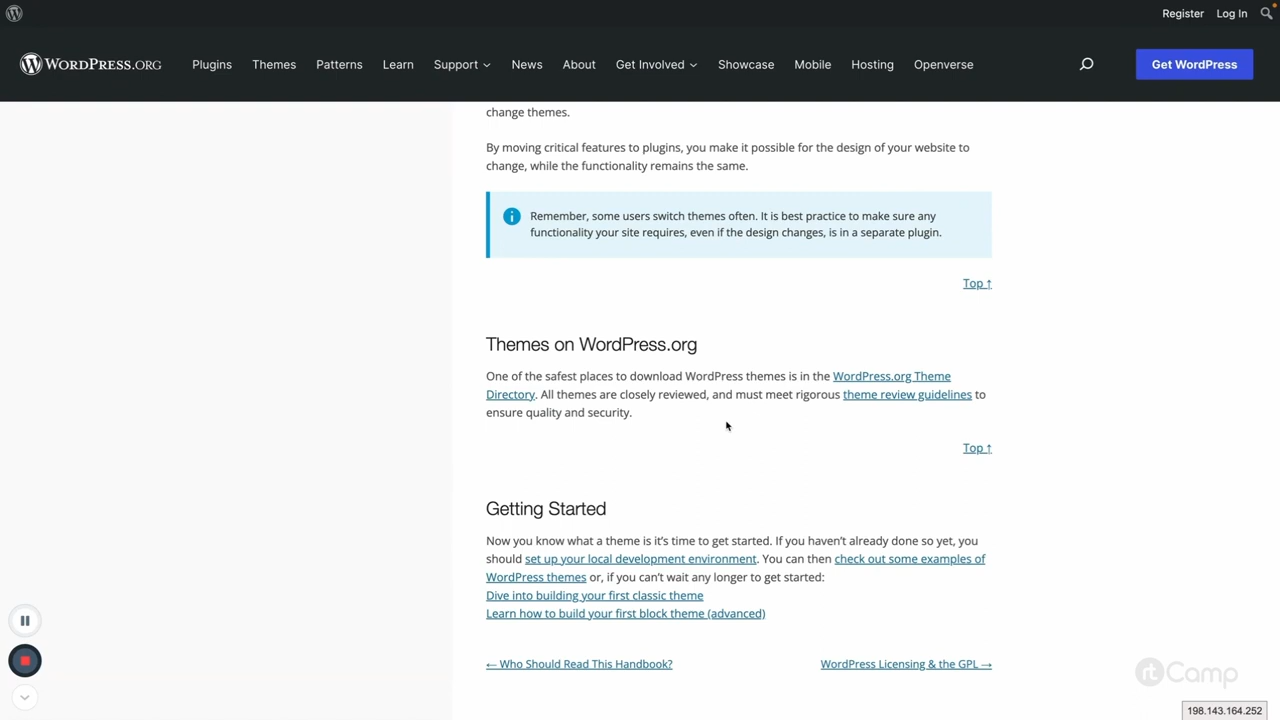 Register Log In
WORDPRESS.ORG Plugins Themes Patterns Learn Support News About Get Involved Showcase Mobile Hosting Openverse Get WordPress
change themes.
By moving critical features to plugins, you make it possible for the design of your website to
change, while the functionality remains the same.
Remember, some users switch themes often. It is best practice to make sure any
functionality your site requires, even if the design changes, is in a separate plugin.
Top ↑
Themes on WordPress.org
One of the safest places to download WordPress themes is in the WordPress.org Theme
Directory. All themes are closely reviewed, and must meet rigorous theme review guidelines to
ensure quality and security.
Top ↑
Getting Started
Now you know what a theme is it’s time to get started. If you haven’t already done so yet, you
should set up your local development environment. You can then check out some examples of
WordPress themes or, if you can’t wait any longer to get started:
Dive into building your first classic theme
Learn how to build your first block theme (advanced)
← Who Should Read This Handbook? WordPress Licensing & the GPL →
rtCamp
198.143.164.252